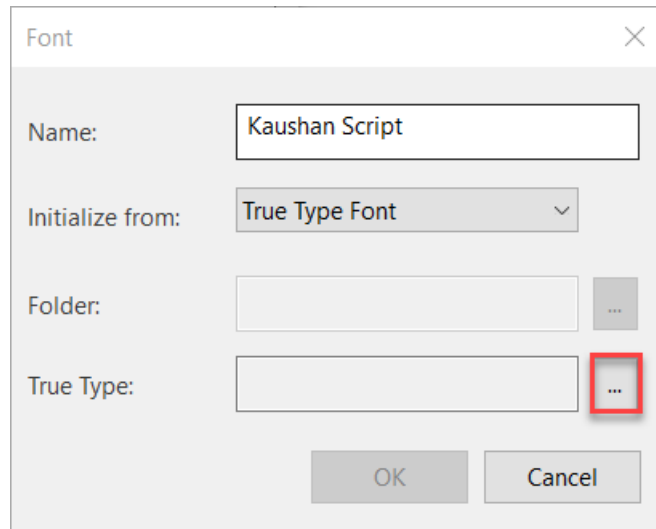 Font
Name:
Kaushan Script
Initialize from:
True Type Font
Folder:
...
True Type:
...
OK
Cancel